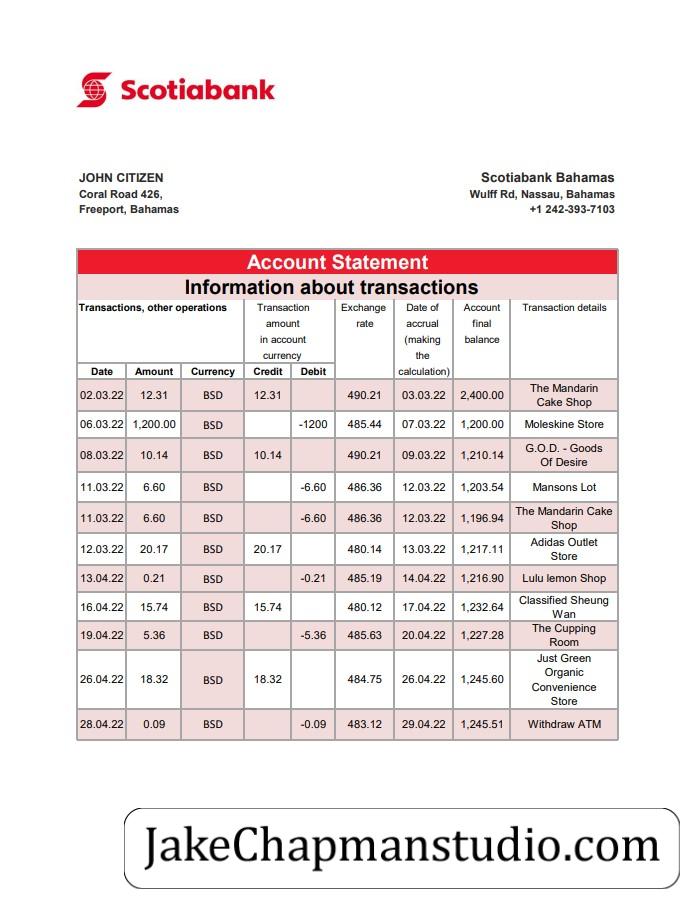 Scotiabank
JOHN CITIZEN
Coral Road 426,
Freeport, Bahamas
Scotiabank Bahamas
Wulff Rd, Nassau, Bahamas
+1 242-393-7103
Account Statement
Information about transactions
Transactions, other operations
Transaction
amount
in account
currency
Exchange
rate
Date of
accrual
(making
the
calculation)
Account
final
balance
Transaction details
Date Amount Currency Credit Debit
02.03.22 12.31 BSD 12.31 490.21 03.03.22 2,400.00 The Mandarin
Cake Shop
06.03.22 1,200.00 BSD -1200 485.44 07.03.22 1,200.00 Moleskine Store
08.03.22 10.14 BSD 10.14 490.21 09.03.22 1,210.14 G.O.D. - Goods
Of Desire
11.03.22 6.60 BSD -6.60 486.36 12.03.22 1,203.54 Mansons Lot
11.03.22 6.60 BSD -6.60 486.36 12.03.22 1,196.94 The Mandarin Cake
Shop
12.03.22 20.17 BSD 20.17 480.14 13.03.22 1,217.11 Adidas Outlet
Store
13.04.22 0.21 BSD -0.21 485.19 14.04.22 1,216.90 Lulu lemon Shop
16.04.22 15.74 BSD 15.74 480.12 17.04.22 1,232.64 Classified Sheung
Wan
19.04.22 5.36 BSD -5.36 485.63 20.04.22 1,227.28 The Cupping
Room
26.04.22 18.32 BSD 18.32 484.75 26.04.22 1,245.60 Just Green
Organic
Convenience
Store
28.04.22 0.09 BSD -0.09 483.12 29.04.22 1,245.51 Withdraw ATM
JakeChapmanstudio.com